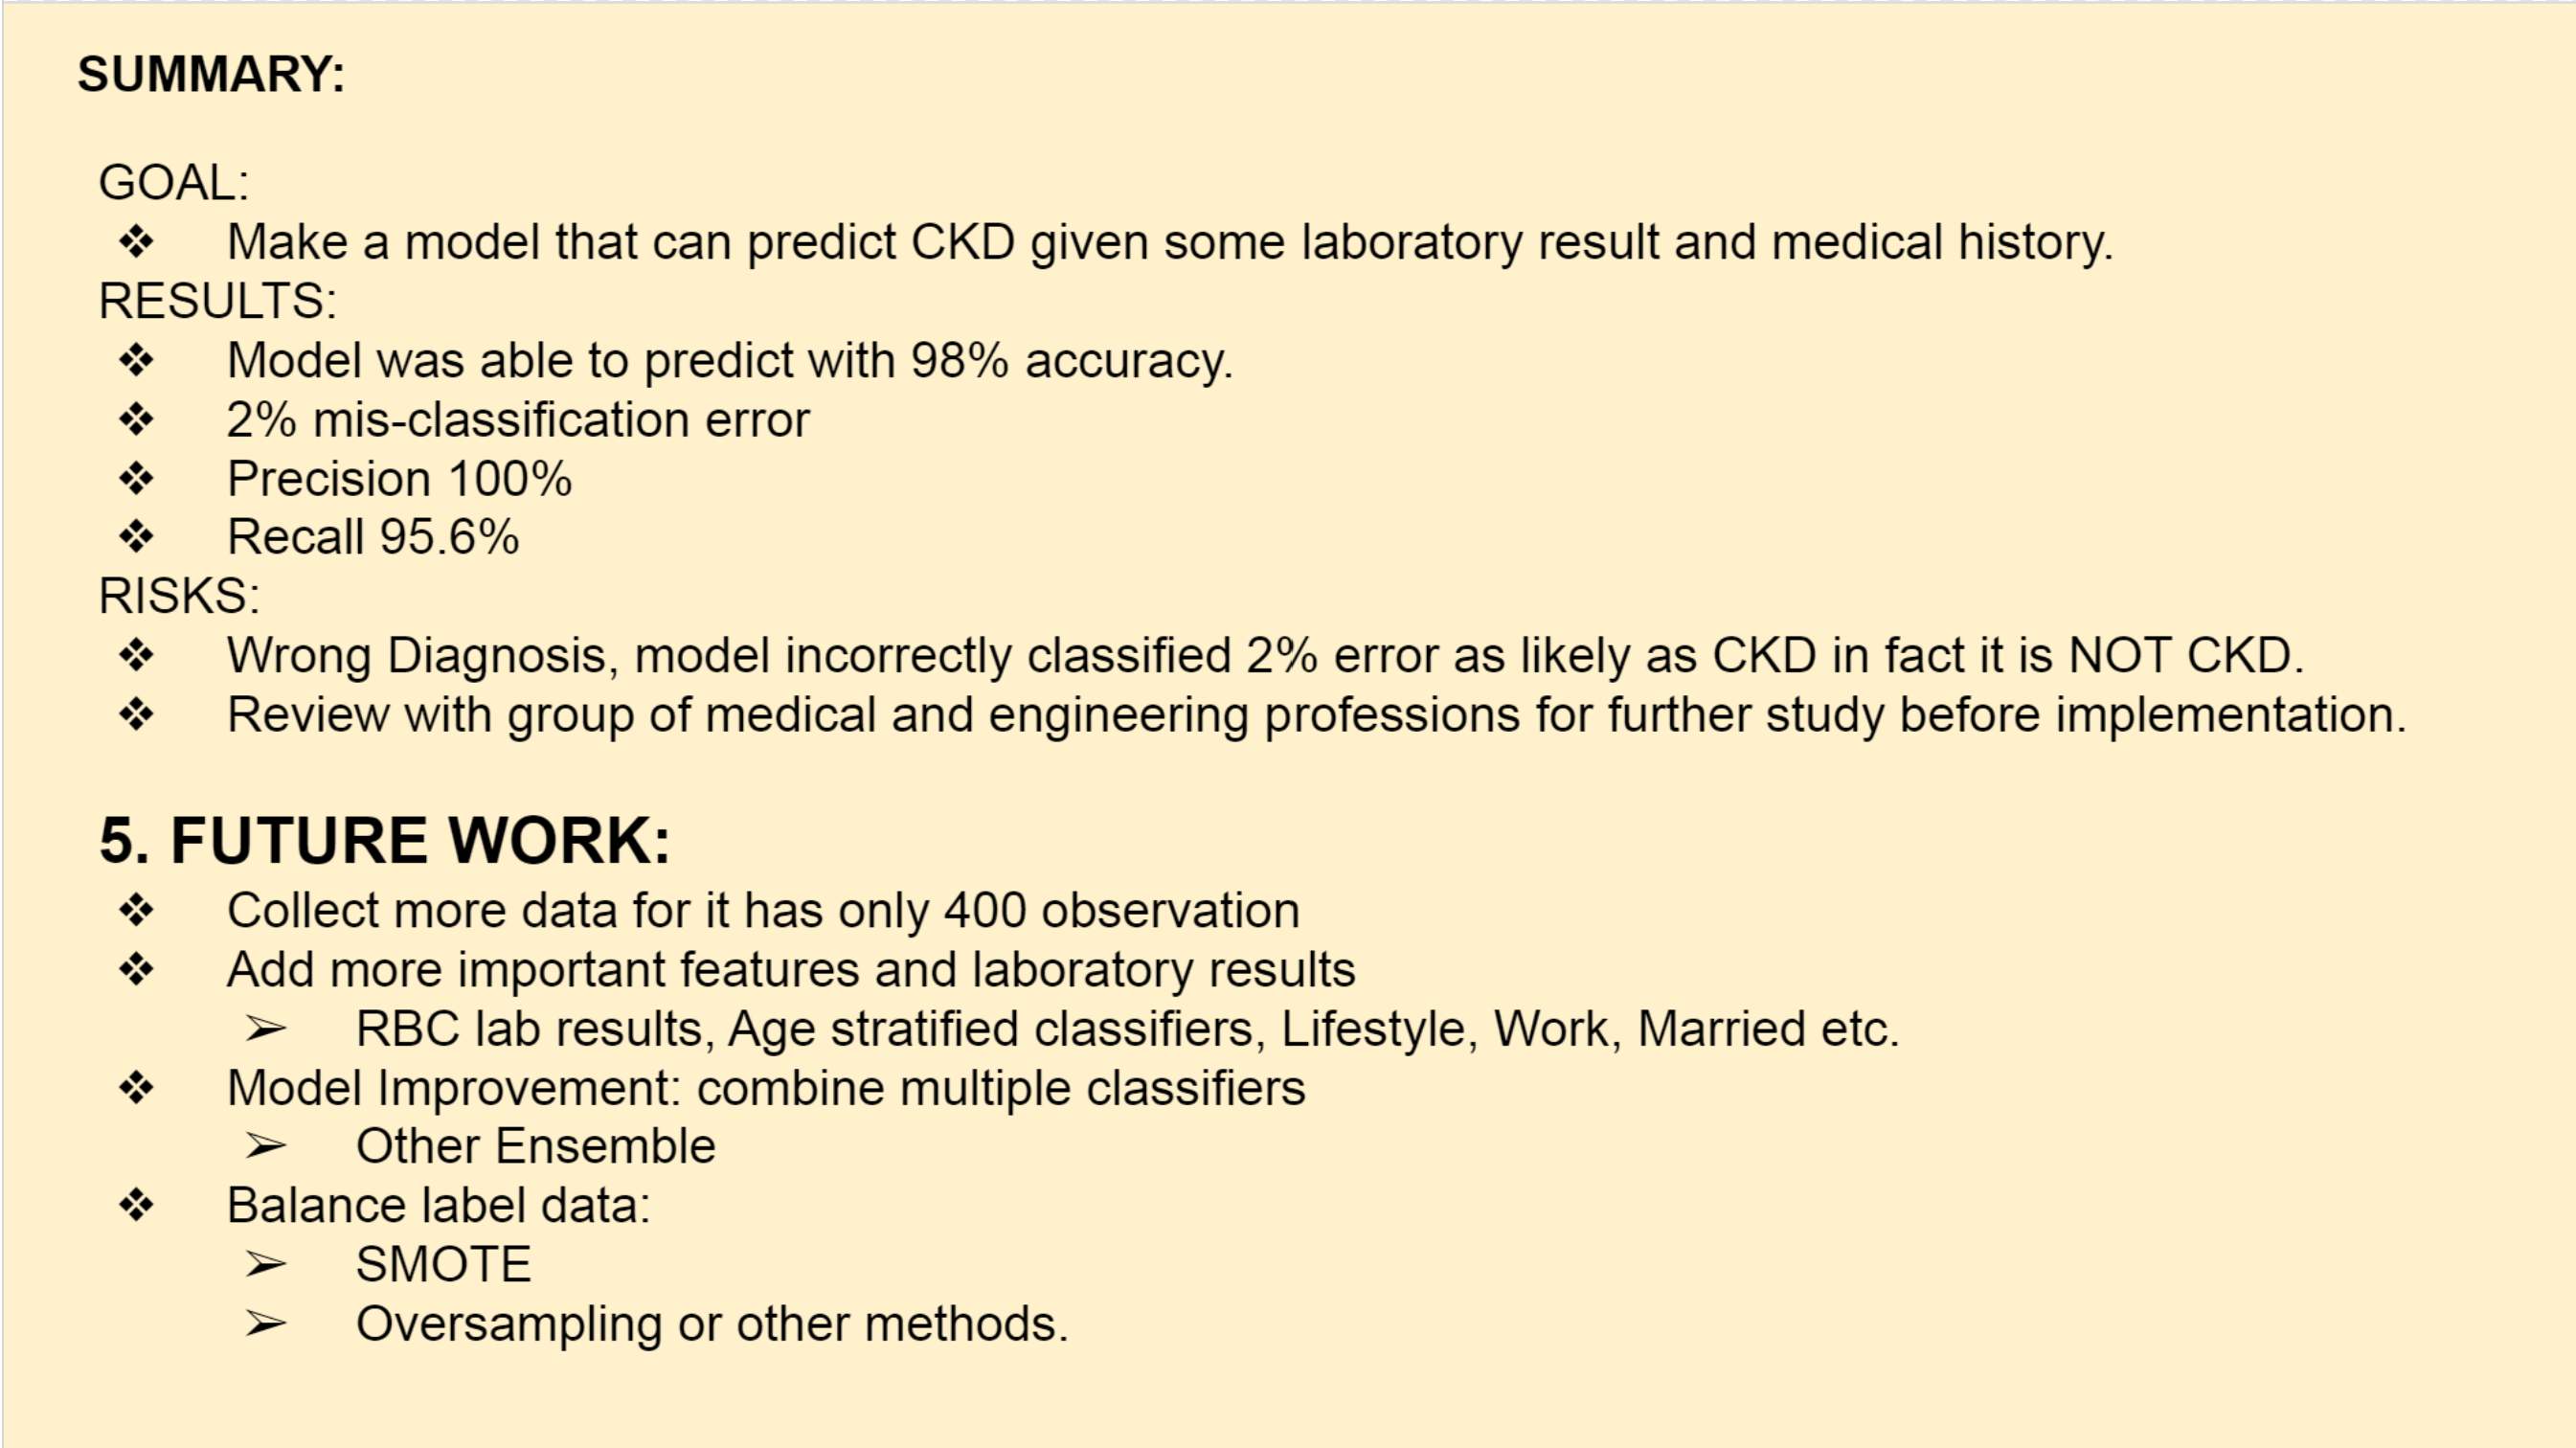 SUMMARY:
GOAL:
❖ Make a model that can predict CKD given some laboratory result and medical history.
RESULTS:
❖ Model was able to predict with 98% accuracy.
❖ 2% mis-classification error
❖ Precision 100%
❖ Recall 95.6%
RISKS:
❖ Wrong Diagnosis, model incorrectly classified 2% error as likely as CKD in fact it is NOT CKD.
❖ Review with group of medical and engineering professions for further study before implementation.
5. FUTURE WORK:
❖ Collect more data for it has only 400 observation
❖ Add more important features and laboratory results
➢ RBC lab results, Age stratified classifiers, Lifestyle, Work, Married etc.
❖ Model Improvement: combine multiple classifiers
➢ Other Ensemble
❖ Balance label data:
➢ SMOTE
➢ Oversampling or other methods.